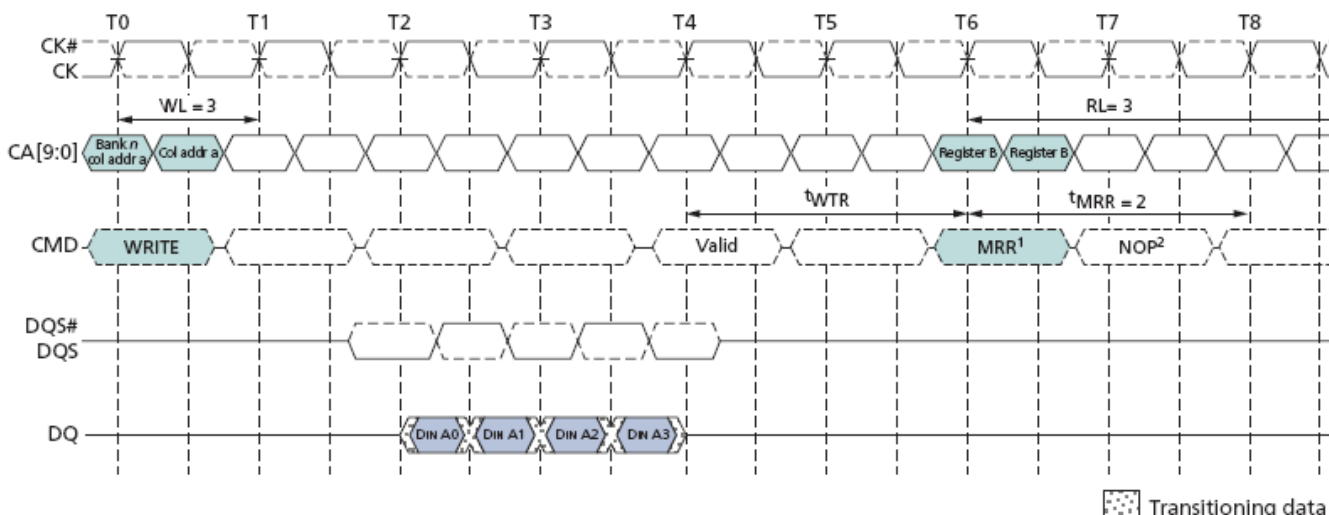 T0 T1 T2 T3 T4 T5 T6 T7 T8
CK#
CK
WL = 3 RL= 3
CA[9:0] Bank n col addr a Col addr a Register B Register B
tWTR tMRR = 2
CMD WRITE Valid MRR1 NOP2
DQS#
DQS
DQ DIN A0 DIN A1 DIN A2 DIN A3
Transitioning data